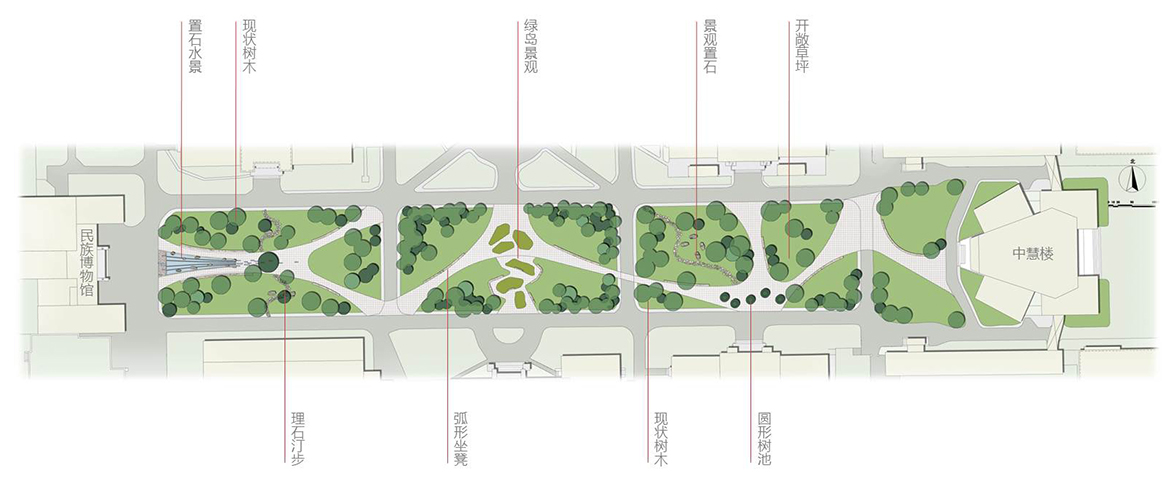 置石水景
现状树木
绿岛景观
景观置石
开敞草坪
北
民族博物馆
中慧楼
理石汀步
弧形坐凳
现状树木
圆形树池